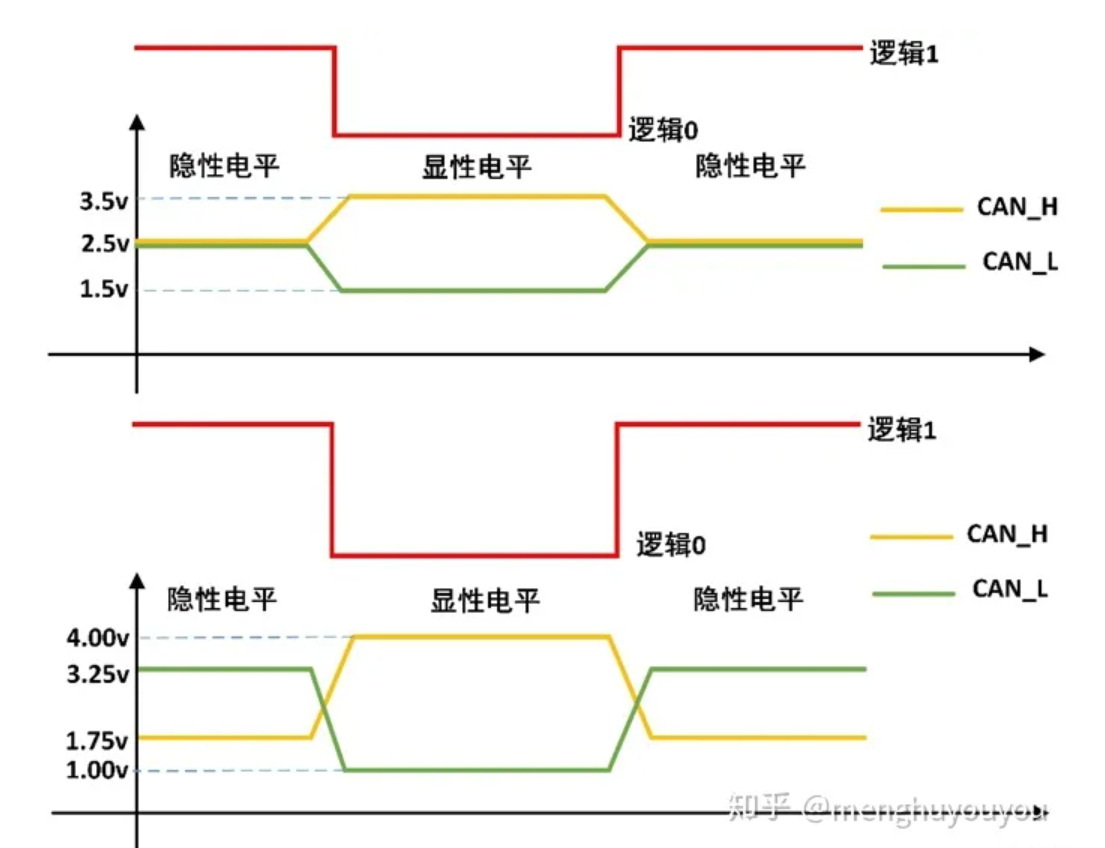 逻辑1
逻辑0
隐性电平 显性电平 隐性电平
3.5v
CAN_H
2.5v
CAN_L
1.5v
逻辑1
逻辑0
CAN_H
CAN_L
隐性电平 显性电平 隐性电平
4.00v
3.25v
1.75v
1.00v
知乎 @menghuyouyou